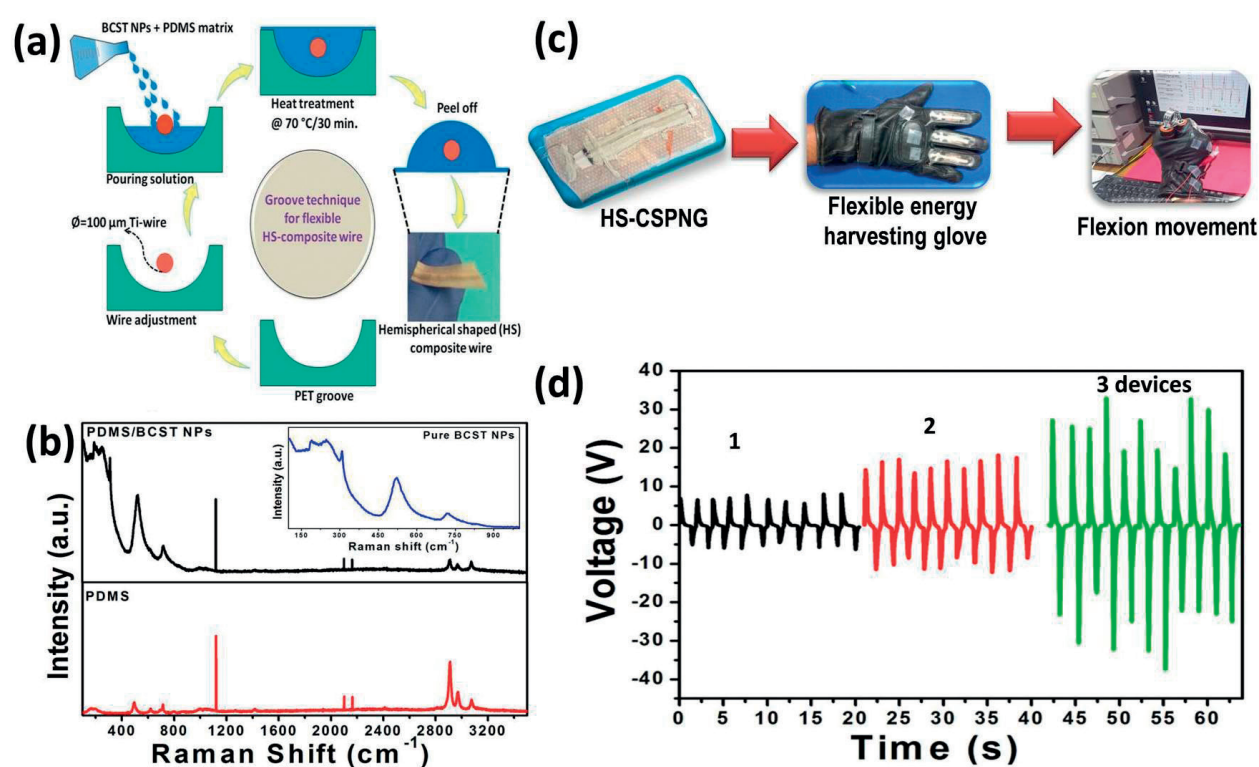 (a)
BCST NPs + PDMS matrix
Pouring solution
Heat treatment
@ 70 °C/30 min.
Peel off
Ø=100 µm Ti-wire
Groove technique
for flexible
HS-composite wire
Wire adjustment
PET groove
Hemispherical shaped (HS)
composite wire
(c)
HS-CSPNG
Flexible energy
harvesting glove
Flexion movement
(b)
PDMS/BCST NPs
Pure BCST NPs
Intensity (a.u.)
150 300 450 600 750 900
Raman shift (cm-1)
PDMS
Intensity (a.u.)
400 800 1200 1600 2000 2400 2800 3200
Raman Shift (cm-1)
(d)
1
2
3 devices
Voltage (V)
40
30
20
10
0
-10
-20
-30
-40
0 5 10 15 20 25 30 35 40 45 50 55 60
Time (s)